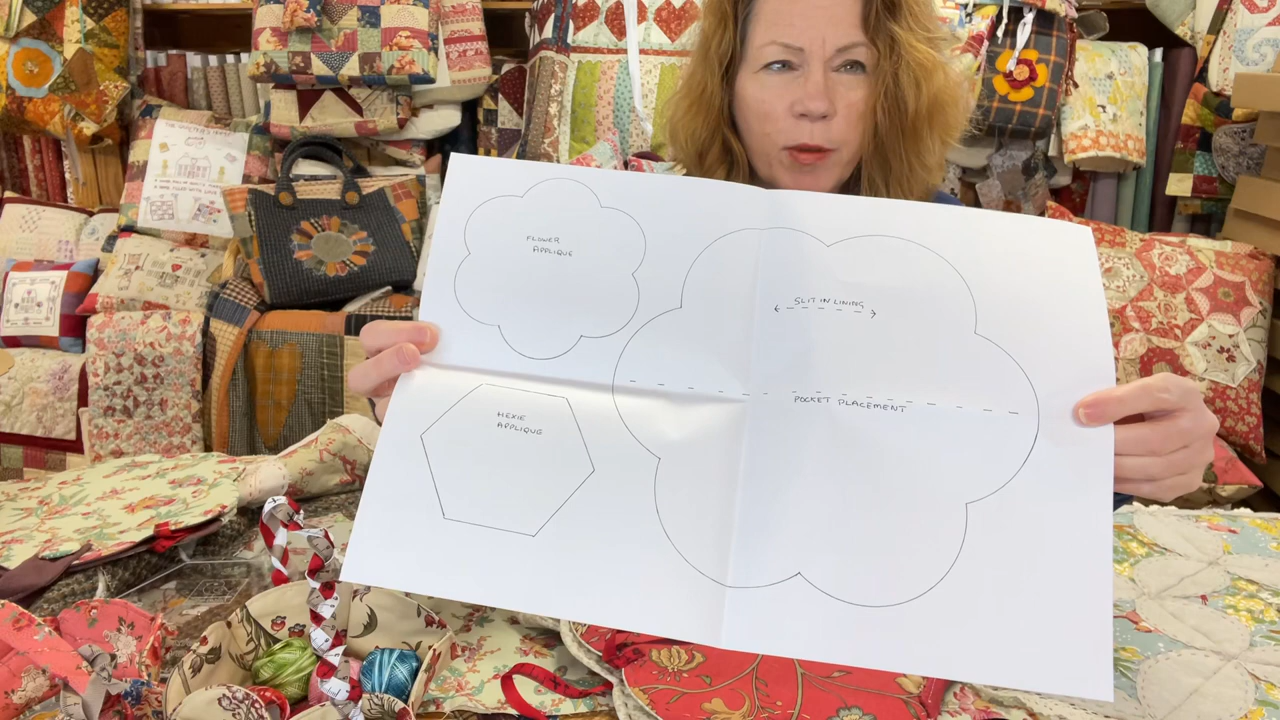 FLOWER
APPLIQUE
SLIT IN LINING
POCKET PLACEMENT
HEXIE
APPLIQUE